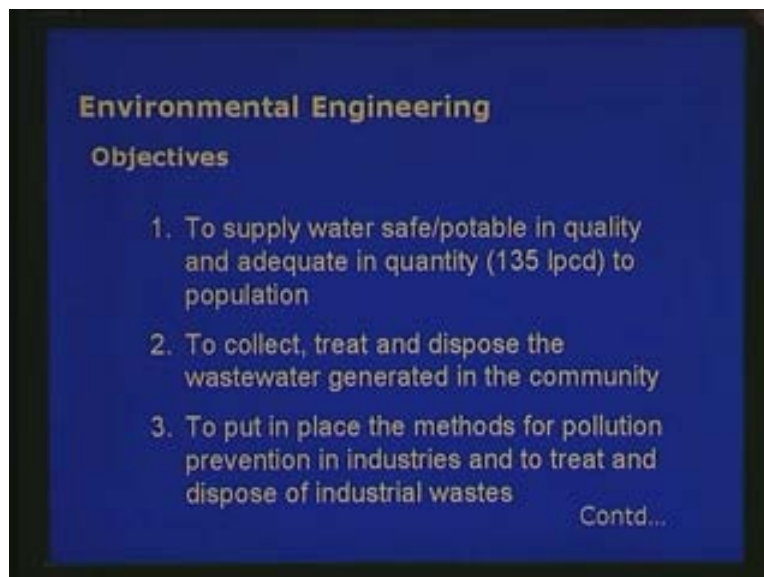 Environmental Engineering
Objectives
1. To supply water safe/potable in quality
and adequate in quantity (135 lpcd) to
population
2. To collect, treat and dispose the
wastewater generated in the community
3. To put in place the methods for pollution
prevention in industries and to treat and
dispose of industrial wastes
Contd...